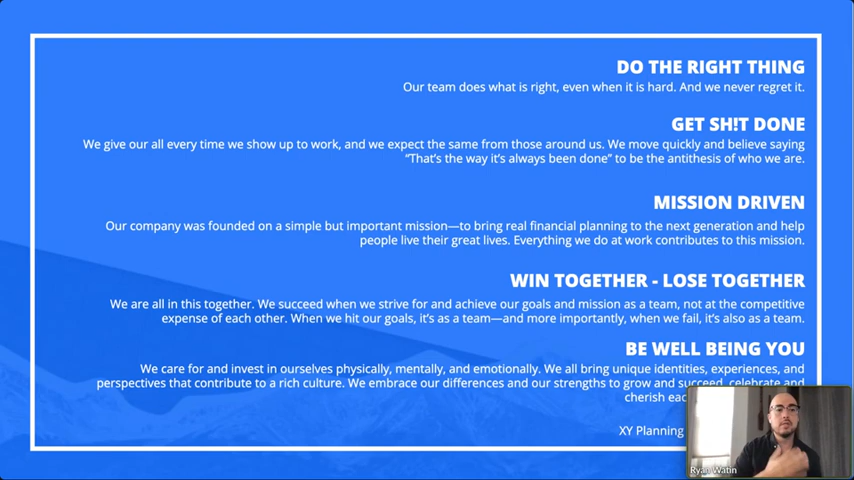 DO THE RIGHT THING
Our team does what is right, even when it is hard. And we never regret it.
GET SH!T DONE
We give our all every time we show up to work, and we expect the same from those around us. We move quickly and believe saying
“That’s the way it’s always been done” to be the antithesis of who we are.
MISSION DRIVEN
Our company was founded on a simple but important mission—to bring real financial planning to the next generation and help
people live their great lives. Everything we do at work contributes to this mission.
WIN TOGETHER - LOSE TOGETHER
We are all in this together. We succeed when we strive for and achieve our goals and mission as a team, not at the competitive
expense of each other. When we hit our goals, it’s as a team—and more importantly, when we fail, it’s also as a team.
BE WELL BEING YOU
We care for and invest in ourselves physically, mentally, and emotionally. We all bring unique identities, experiences, and
perspectives that contribute to a rich culture. We embrace our differences and our strengths to grow and succeed, celebrate and
cherish
XY Planning
Ryan Watin